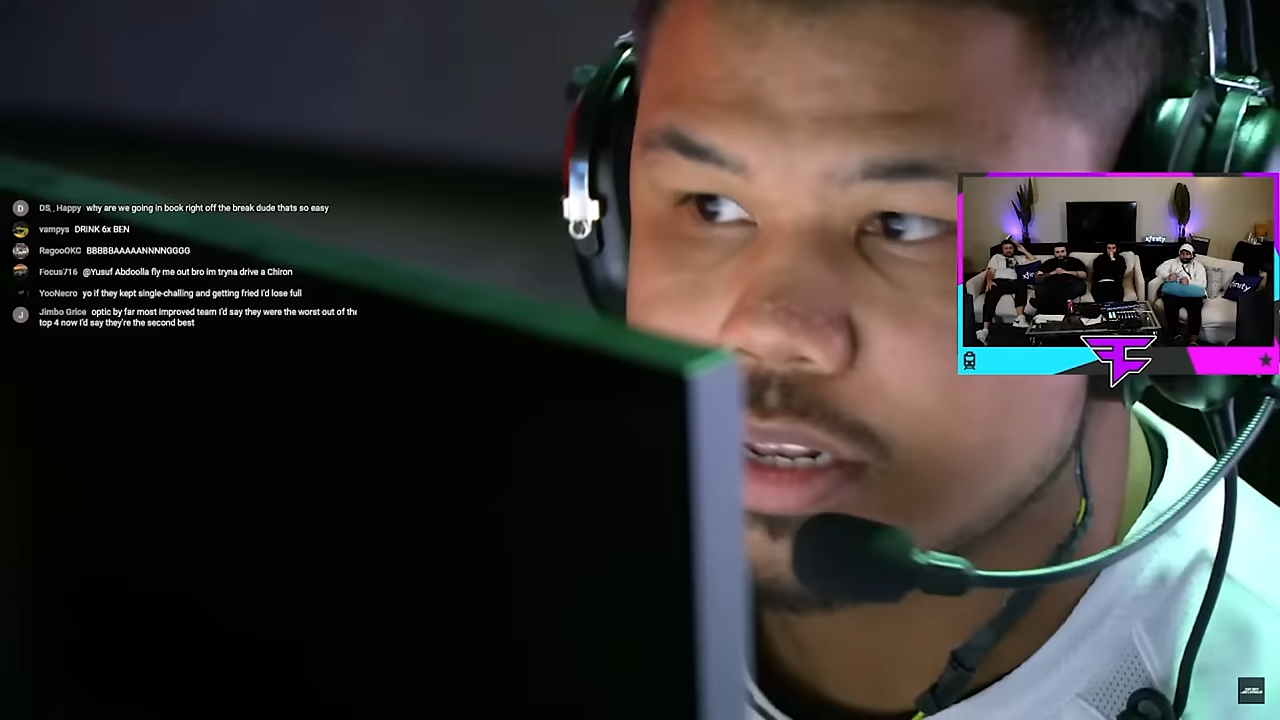 DS_Happy why are we going in book right off the break dude thats so easy
vampya DRINK 6x BEN
RagooOKC BBBBBAAAAANNNNGGGG
Focus716 @Yusuf Abdoolla fly me out bro im tryna drive a Chiron
YooNecro yo if they kept single-challing and getting fried I'd lose full
Jimbo Grice optic by far most improved team I'd say they were the worst out of the
top 4 now I'd say they're the second best
xfinity